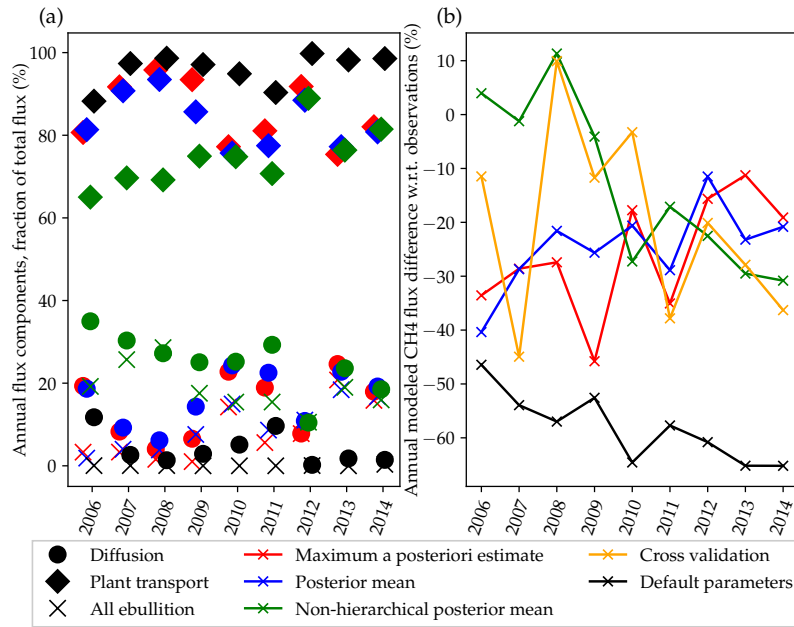 (a)
(b)
Annual flux components, fraction of total flux (%)
100
80
60
40
20
0
2006
2007
2008
2009
2010
2011
2012
2013
2014
Annual modeled CH4 flux difference w.r.t. observations (%)
10
0
−10
−20
−30
−40
−50
−60
2006
2007
2008
2009
2010
2011
2012
2013
2014
Diffusion
Plant transport
All ebullition
Maximum a posteriori estimate
Posterior mean
Non-hierarchical posterior mean
Cross validation
Default parameters